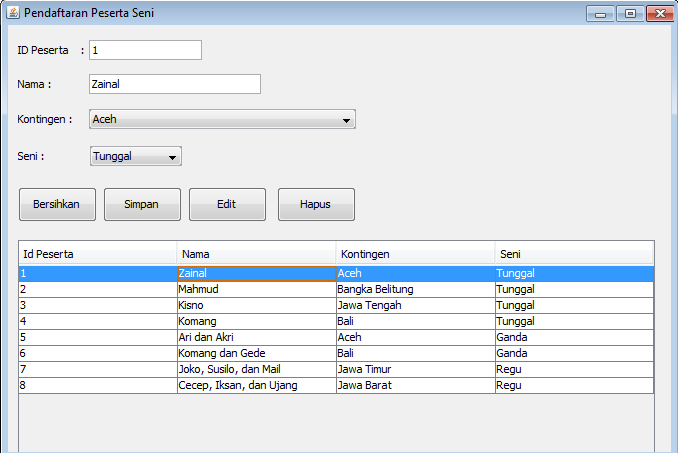 Pendaftaran Peserta Seni
ID Peserta : 1
Nama : Zainal
Kontingen : Aceh
Seni : Tunggal
Bersihkan Simpan Edit Hapus
Id Peserta Nama Kontingen Seni
1 Zainal Aceh Tunggal
2 Mahmud Bangka Belitung Tunggal
3 Kisno Jawa Tengah Tunggal
4 Komang Bali Tunggal
5 Ari dan Akri Aceh Ganda
6 Komang dan Gede Bali Ganda
7 Joko, Susilo, dan Mail Jawa Timur Regu
8 Cecep, Iksan, dan Ujang Jawa Barat Regu